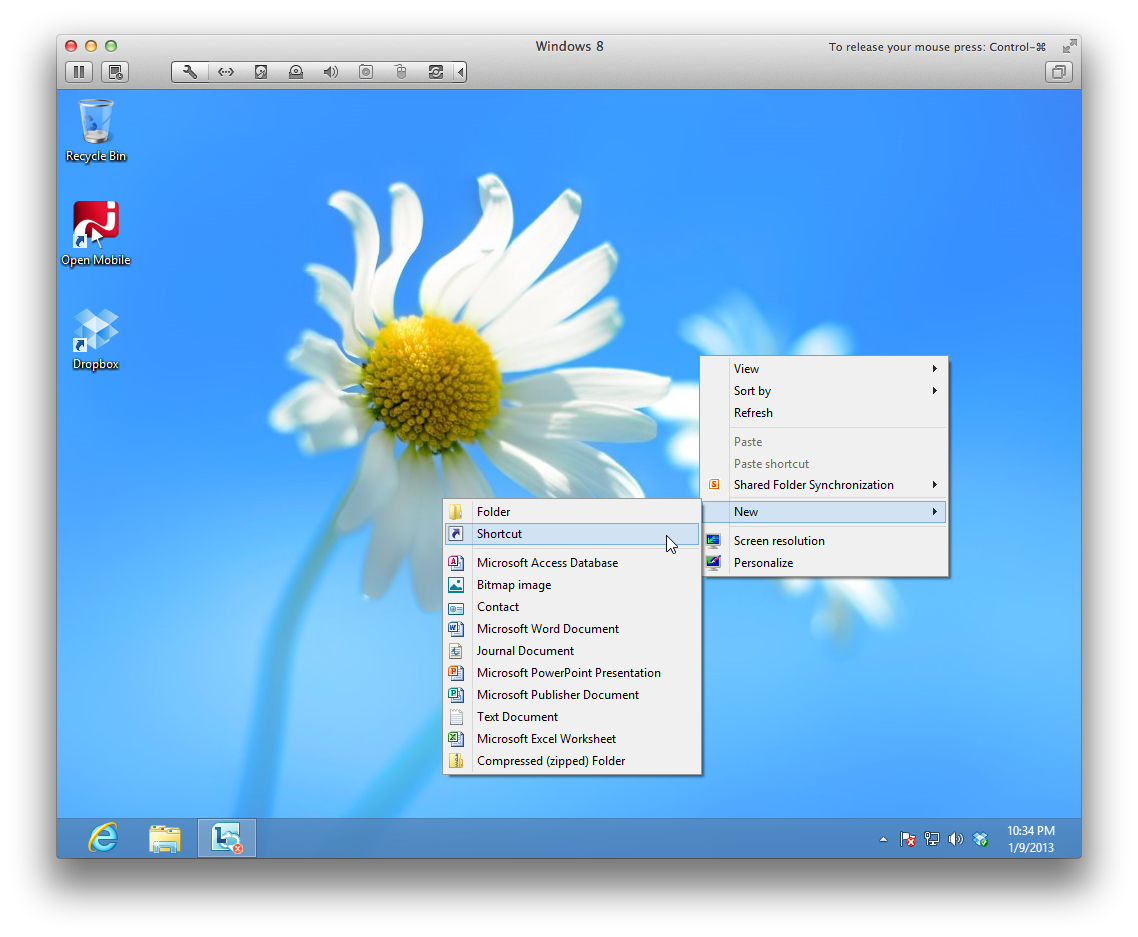 Windows 8
To release your mouse press: Control-⌘
Recycle Bin
Open Mobile
Dropbox
View
Sort by
Refresh
Paste
Paste shortcut
Shared Folder Synchronization
New
Screen resolution
Personalize
Folder
Shortcut
Microsoft Access Database
Bitmap image
Contact
Microsoft Word Document
Journal Document
Microsoft PowerPoint Presentation
Microsoft Publisher Document
Text Document
Microsoft Excel Worksheet
Compressed (zipped) Folder
10:34 PM
1/9/2013